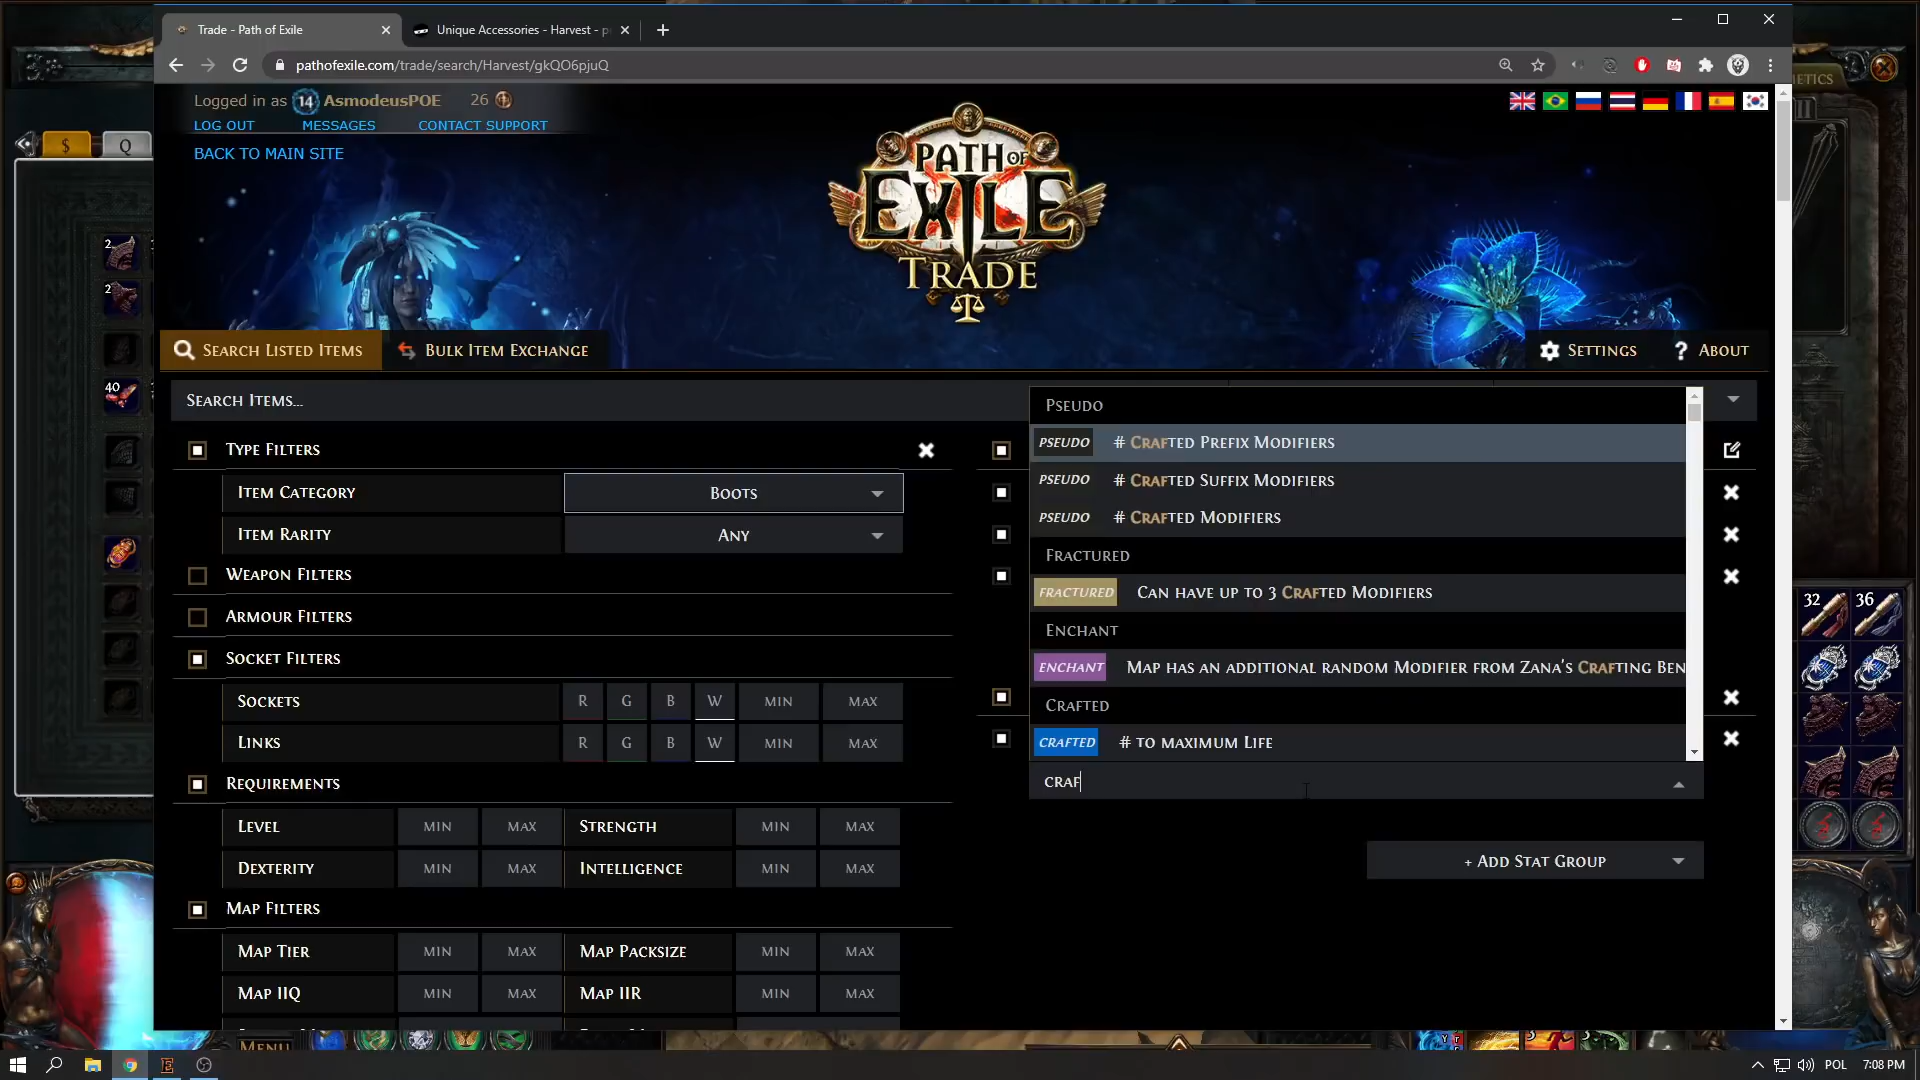 Trade - Path of Exile
Unique Accessories - Harvest - p
pathofexile.com/trade/search/Harvest/gkQO6pjuQ
Logged in as 14 AsmodeusPOE 26
LOG OUT MESSAGES CONTACT SUPPORT
BACK TO MAIN SITE
PATH OF
EXILE
TRADE
Search Listed Items
Bulk Item Exchange
Settings
? About
Search Items...
Type Filters
Item Category Boots
Item Rarity Any
Weapon Filters
Armour Filters
Socket Filters
Sockets R G B W MIN MAX
Links R G B W MIN MAX
Requirements
Level MIN MAX Strength MIN MAX
Dexterity MIN MAX Intelligence MIN MAX
Map Filters
Map Tier MIN MAX Map Packsize MIN MAX
Map IIQ MIN MAX Map IIR MIN MAX
Pseudo
PSEUDO # Crafted Prefix Modifiers
PSEUDO # Crafted Suffix Modifiers
PSEUDO # Crafted Modifiers
Fractured
FRACTURED Can have up to 3 Crafted Modifiers
Enchant
ENCHANT Map has an additional random Modifier from Zana's Crafting Ben
Crafted
CRAFTED # to maximum Life
CRAF
+ Add Stat Group
$ Q
2
2
40
32 36
METICS
MENU
POL 7:08 PM